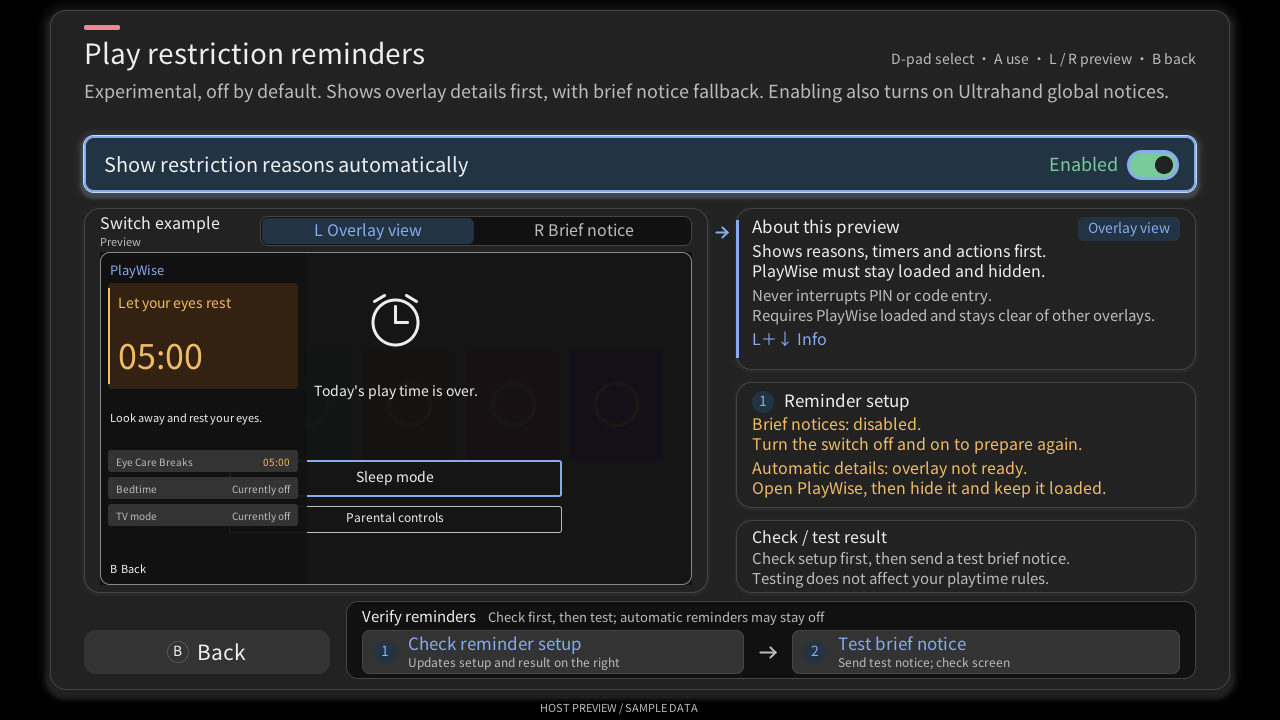 Play restriction reminders
D-pad select • A use • L / R preview • B back
Experimental, off by default. Shows overlay details first, with brief notice fallback. Enabling also turns on Ultrahand global notices.
Show restriction reasons automatically
Enabled
Switch example
Preview
L Overlay view
R Brief notice
PlayWise
Let your eyes rest
05:00
Look away and rest your eyes.
Eye Care Breaks 05:00
Bedtime Currently off
TV mode Currently off
B Back
Today's play time is over.
Sleep mode
Parental controls
→
About this preview
Overlay view
Shows reasons, timers and actions first.
PlayWise must stay loaded and hidden.
Never interrupts PIN or code entry.
Requires PlayWise loaded and stays clear of other overlays.
L+↓ Info
1 Reminder setup
Brief notices: disabled.
Turn the switch off and on to prepare again.
Automatic details: overlay not ready.
Open PlayWise, then hide it and keep it loaded.
Check / test result
Check setup first, then send a test brief notice.
Testing does not affect your playtime rules.
B Back
Verify reminders Check first, then test; automatic reminders may stay off
1 Check reminder setup
Updates setup and result on the right
→
2 Test brief notice
Send test notice; check screen
HOST PREVIEW / SAMPLE DATA